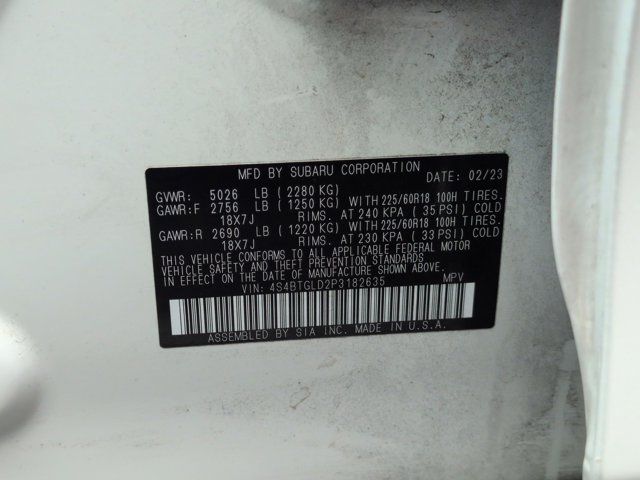 MFD BY SUBARU CORPORATION DATE: 02/23
GVWR: 5026 LB (2280 KG)
GAWR:F 2756 LB (1250 KG) WITH 225/60R18 100H TIRES.
18X7J RIMS. AT 240 KPA (35 PSI) COLD
GAWR:R 2690 LB (1220 KG) WITH 225/60R18 100H TIRES.
18X7J RIMS. AT 230 KPA (33 PSI) COLD
THIS VEHICLE CONFORMS TO ALL APPLICABLE FEDERAL MOTOR
VEHICLE SAFETY AND THEFT PREVENTION STANDARDS
IN EFFECT ON THE DATE OF MANUFACTURE SHOWN ABOVE.
VIN: 4S4BTGLD2P3182635 MPV
ASSEMBLED BY SIA INC. MADE IN U.S.A.